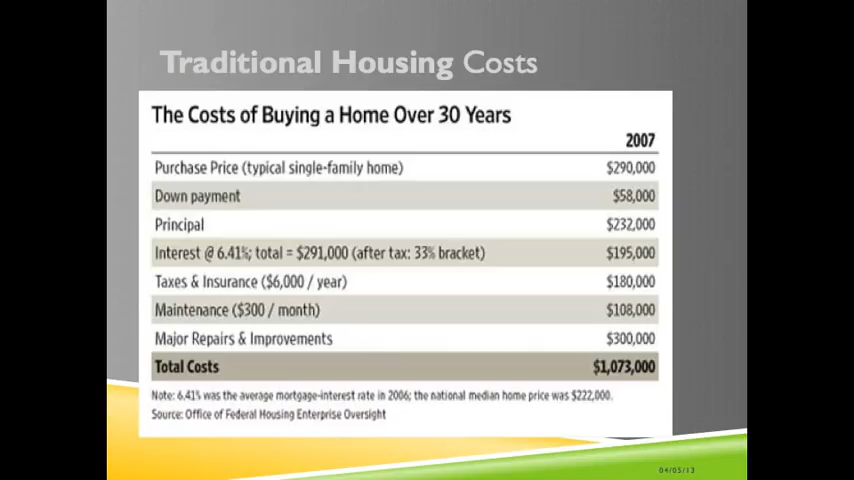 Traditional Housing Costs
The Costs of Buying a Home Over 30 Years
2007
Purchase Price (typical single-family home) $290,000
Down payment $58,000
Principal $232,000
Interest @ 6.41%; total = $291,000 (after tax: 33% bracket) $195,000
Taxes & Insurance ($6,000 / year) $180,000
Maintenance ($300 / month) $108,000
Major Repairs & Improvements $300,000
Total Costs $1,073,000
Note: 6.41% was the average mortgage-interest rate in 2006; the national median home price was $222,000.
Source: Office of Federal Housing Enterprise Oversight
04/05/13